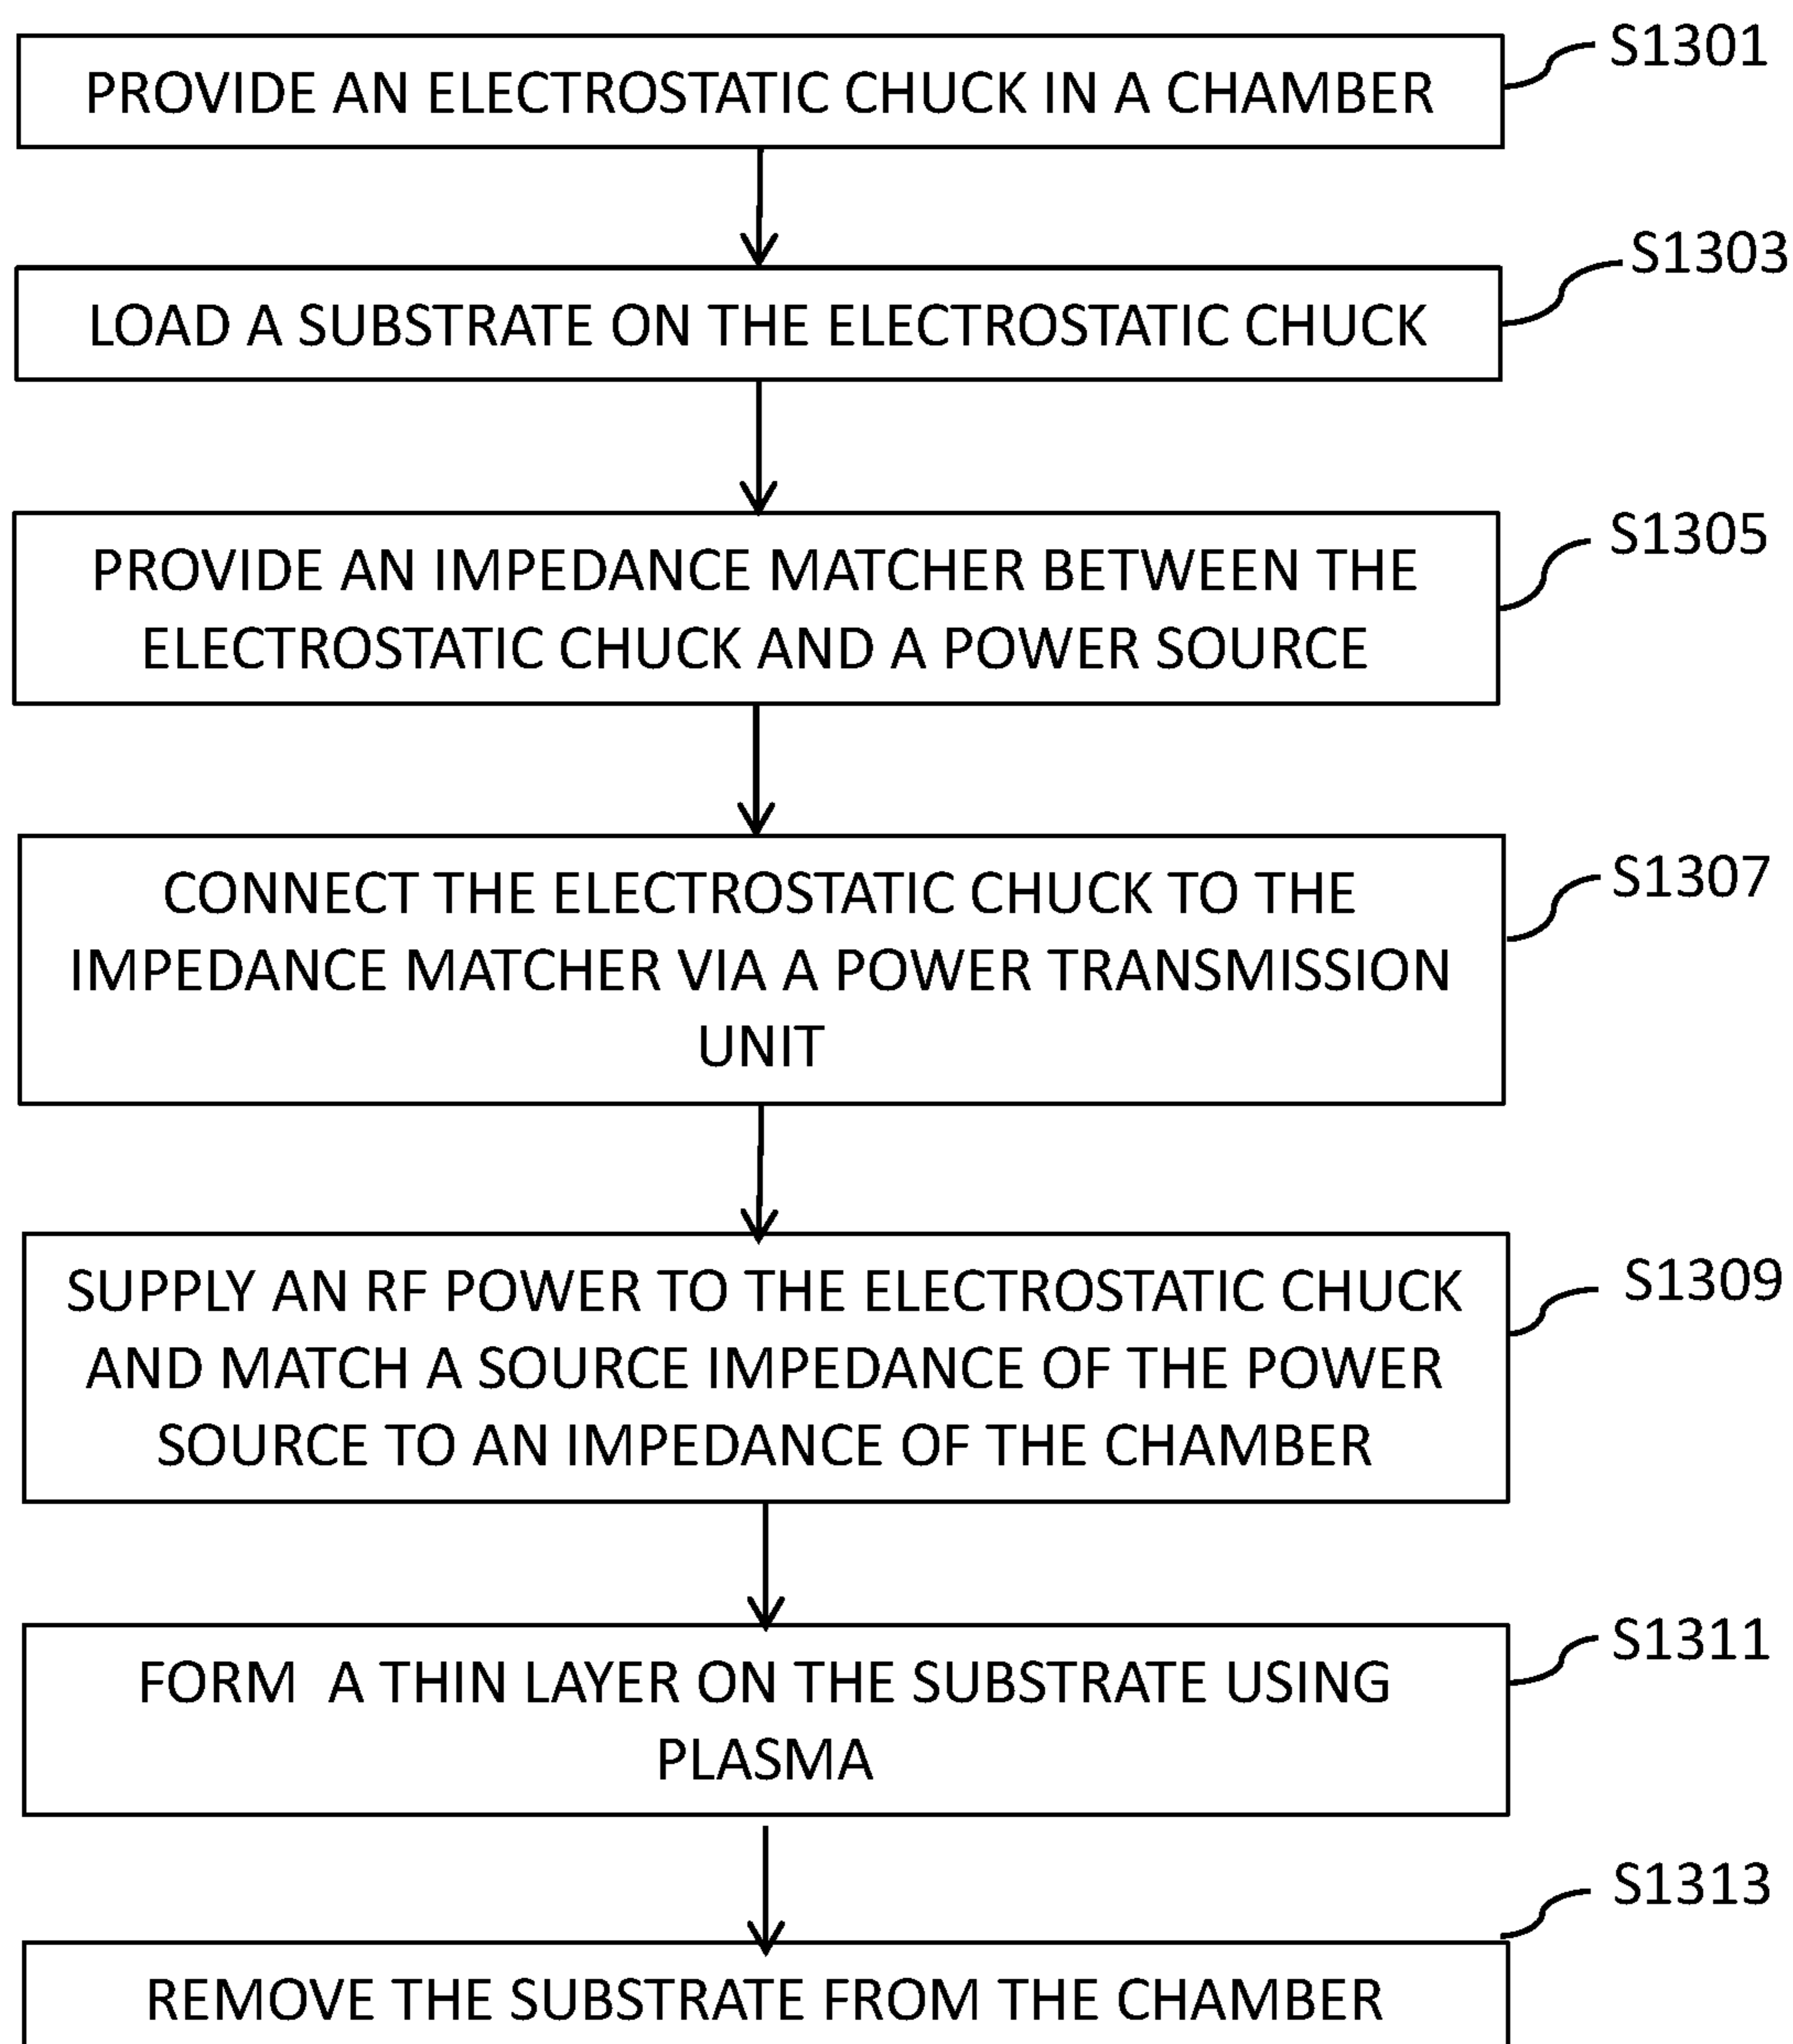 S1301
PROVIDE AN ELECTROSTATIC CHUCK IN A CHAMBER
S1303
LOAD A SUBSTRATE ON THE ELECTROSTATIC CHUCK
S1305
PROVIDE AN IMPEDANCE MATCHER BETWEEN THE
ELECTROSTATIC CHUCK AND A POWER SOURCE
S1307
CONNECT THE ELECTROSTATIC CHUCK TO THE
IMPEDANCE MATCHER VIA A POWER TRANSMISSION
UNIT
S1309
SUPPLY AN RF POWER TO THE ELECTROSTATIC CHUCK
AND MATCH A SOURCE IMPEDANCE OF THE POWER
SOURCE TO AN IMPEDANCE OF THE CHAMBER
S1311
FORM A THIN LAYER ON THE SUBSTRATE USING
PLASMA
S1313
REMOVE THE SUBSTRATE FROM THE CHAMBER